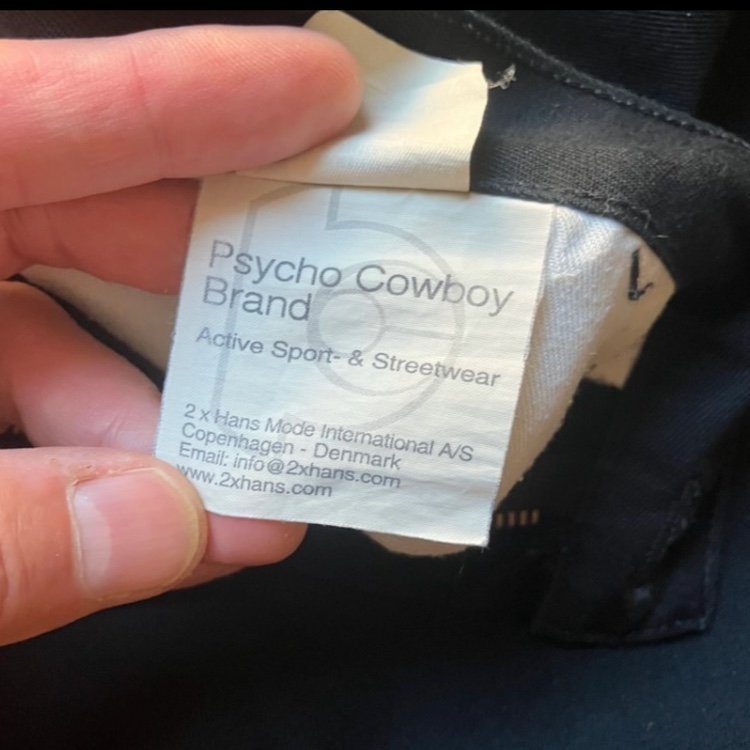 Psycho Cowboy
Brand
Active Sport- & Streetwear
2 x Hans Mode International A/S
Copenhagen - Denmark
Email: info@2xhans.com
www.2xhans.com